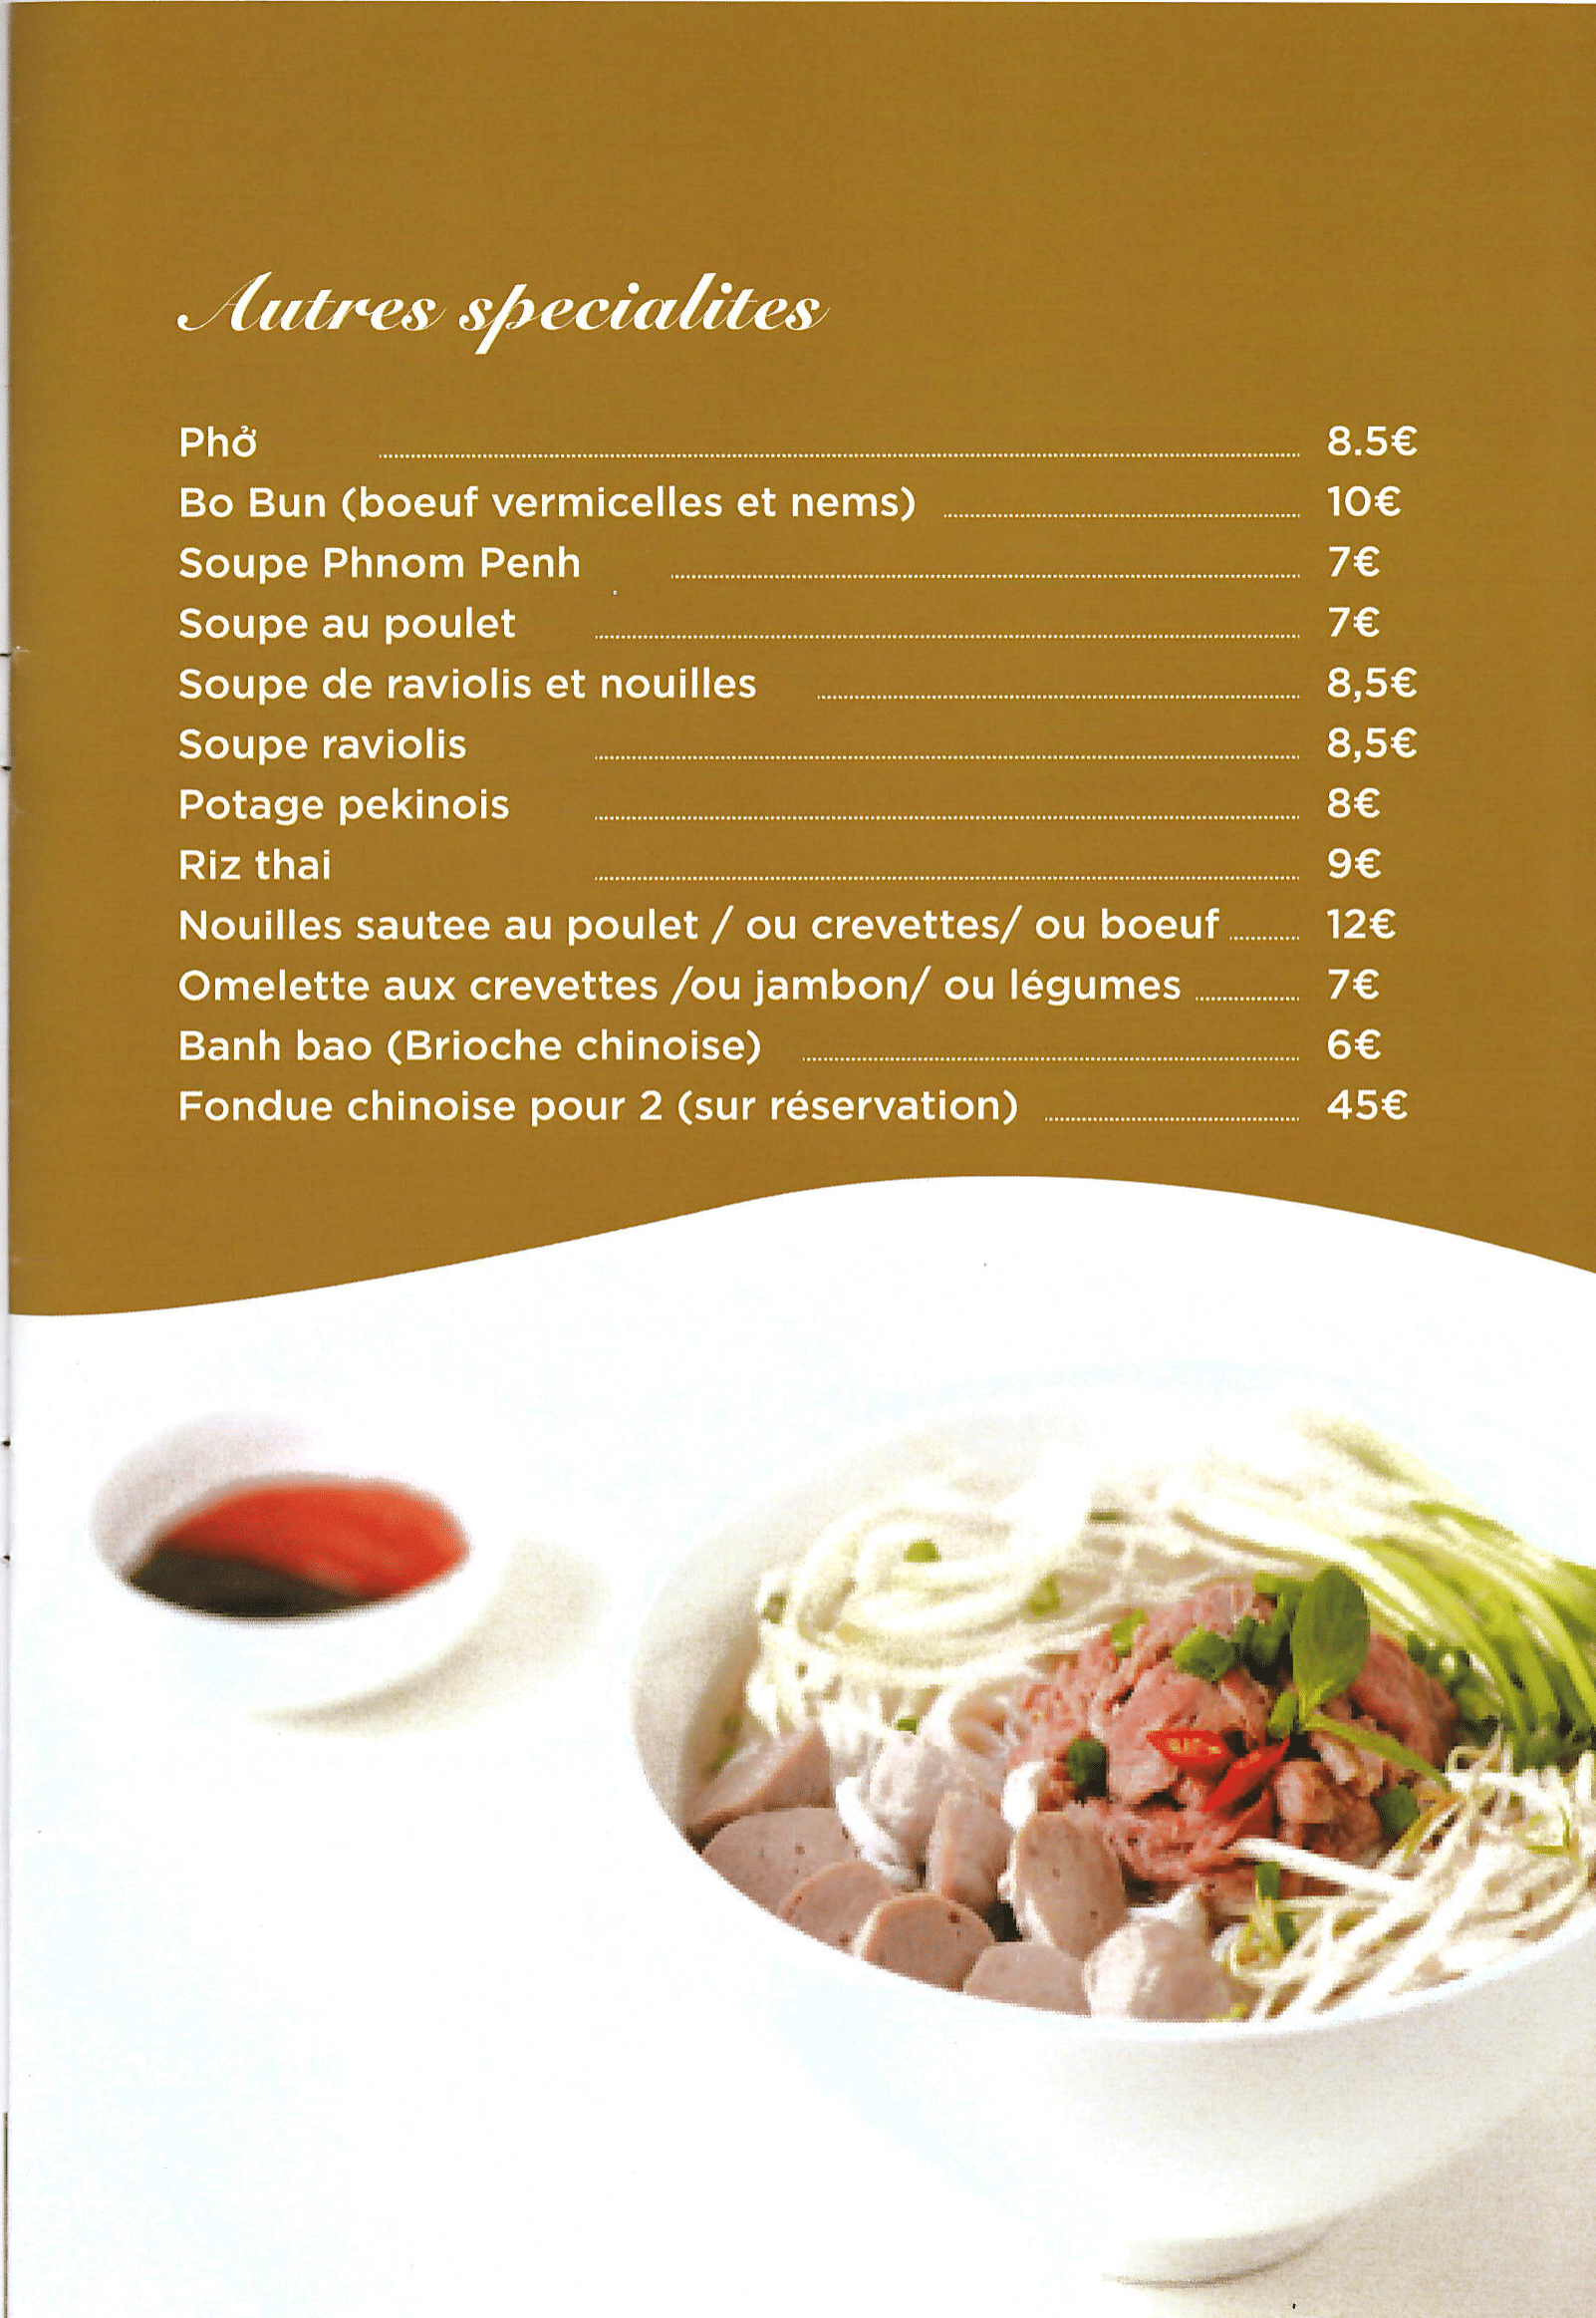 Autres specialites
Phở 8.5€
Bo Bun (boeuf vermicelles et nems) 10€
Soupe Phnom Penh 7€
Soupe au poulet 7€
Soupe de raviolis et nouilles 8,5€
Soupe raviolis 8,5€
Potage pekinois 8€
Riz thai 9€
Nouilles sautee au poulet / ou crevettes/ ou boeuf 12€
Omelette aux crevettes /ou jambon/ ou légumes 7€
Banh bao (Brioche chinoise) 6€
Fondue chinoise pour 2 (sur réservation) 45€